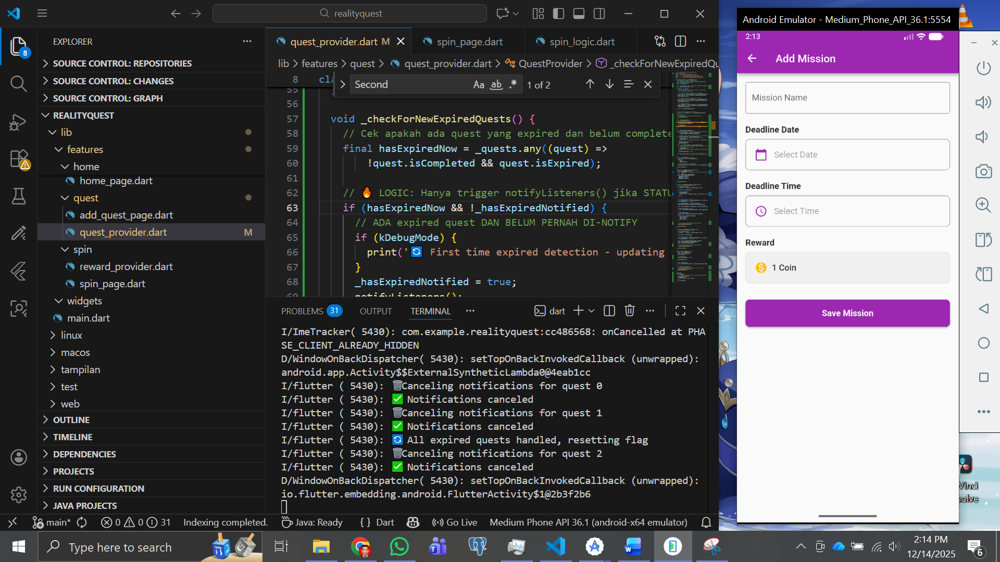 realityquest
EXPLORER
SOURCE CONTROL: REPOSITORIES
SOURCE CONTROL: CHANGES
SOURCE CONTROL: GRAPH
REALITYQUEST
lib
features
home
home_page.dart
quest
add_quest_page.dart
quest_provider.dart M
spin
reward_provider.dart
spin_page.dart
widgets
main.dart
linux
macos
tampilan
test
web
OUTLINE
TIMELINE
DEPENDENCIES
PROJECTS
RUN CONFIGURATION
JAVA PROJECTS
8
quest_provider.dart M
spin_page.dart
spin_logic.dart
lib > features > quest > quest_provider.dart > QuestProvider > _checkForNewExpiredQu
8 cla
Second
Aa ab .*
1 of 2
55
56
57 void _checkForNewExpiredQuests() {
58 // Cek apakah ada quest yang expired dan belum complete
59 final hasExpiredNow = _quests.any((quest) =>
60 !quest.isCompleted && quest.isExpired);
61
62 // 🔥 LOGIC: Hanya trigger notifyListeners() jika STATU
63 if (hasExpiredNow && !_hasExpiredNotified) {
64 // ADA expired quest DAN BELUM PERNAH DI-NOTIFY
65 if (kDebugMode) {
66 print('🔄 First time expired detection - updating
67 }
68 _hasExpiredNotified = true;
69 notifyListeners();
PROBLEMS 31 OUTPUT TERMINAL
dart
I/ImeTracker( 5430): com.example.realityquest:cc486568: onCancelled at PHA
SE_CLIENT_ALREADY_HIDDEN
D/WindowOnBackDispatcher( 5430): setTopOnBackInvokedCallback (unwrapped):
android.app.Activity$$ExternalSyntheticLambda0@4eab1cc
I/flutter ( 5430): 🗑️Canceling notifications for quest 0
I/flutter ( 5430): ✅ Notifications canceled
I/flutter ( 5430): 🗑️Canceling notifications for quest 1
I/flutter ( 5430): ✅ Notifications canceled
I/flutter ( 5430): 🔄 All expired quests handled, resetting flag
I/flutter ( 5430): 🗑️Canceling notifications for quest 2
I/flutter ( 5430): ✅ Notifications canceled
D/WindowOnBackDispatcher( 5430): setTopOnBackInvokedCallback (unwrapped):
io.flutter.embedding.android.FlutterActivity$1@2b3f2b6
main* 0 0 31 Indexing completed. Java: Ready {} Dart Go Live Medium Phone API 36.1 (android-x64 emulator)
Android Emulator - Medium_Phone_API_36.1:5554
2:13
Add Mission
Mission Name
Deadline Date
Select Date
Deadline Time
Select Time
Reward
1 Coin
Save Mission
Vinci
solve
Type here to search
2:14 PM
12/14/2025
6